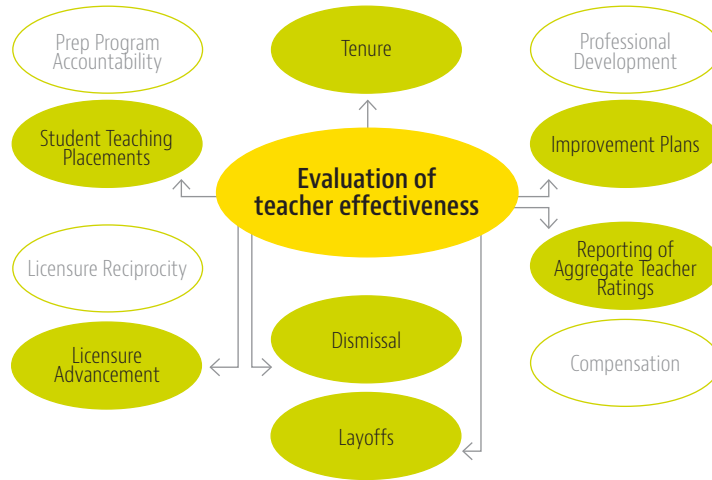 Prep Program
Accountability
Tenure
Professional
Development
Student Teaching
Placements
Improvement Plans
Evaluation of
teacher effectiveness
Licensure Reciprocity
Reporting of
Aggregate Teacher
Ratings
Licensure
Advancement
Dismissal
Compensation
Layoffs